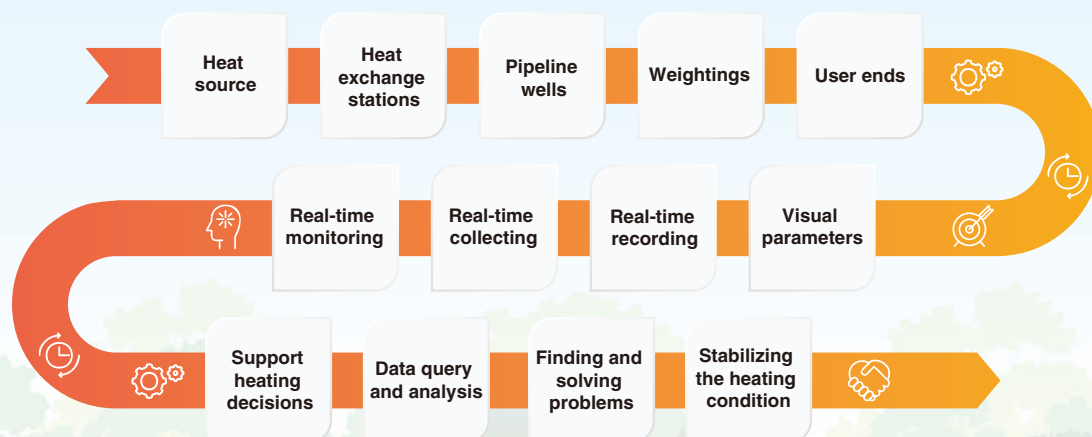 Heat
source
Heat
exchange
stations
Pipeline
wells
Weightings
User ends
Real-time
monitoring
Real-time
collecting
Real-time
recording
Visual
parameters
Support
heating
decisions
Data query
and analysis
Finding and
solving
problems
Stabilizing
the heating
condition